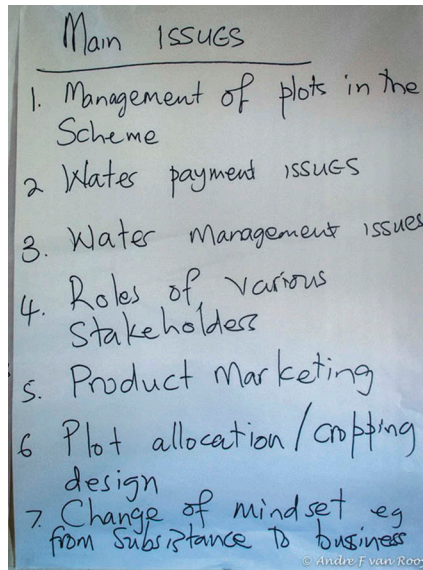 Main ISSUES
1. Management of plots in the
Scheme
2 Water payment ISSUES
3. Water Management issues
4. Roles of various
Stakeholders
5. Product Marketing
6 Plot allocation/cropping
design
7. Change of mindset eg
from Subsistance to business
© Andre F van Roo